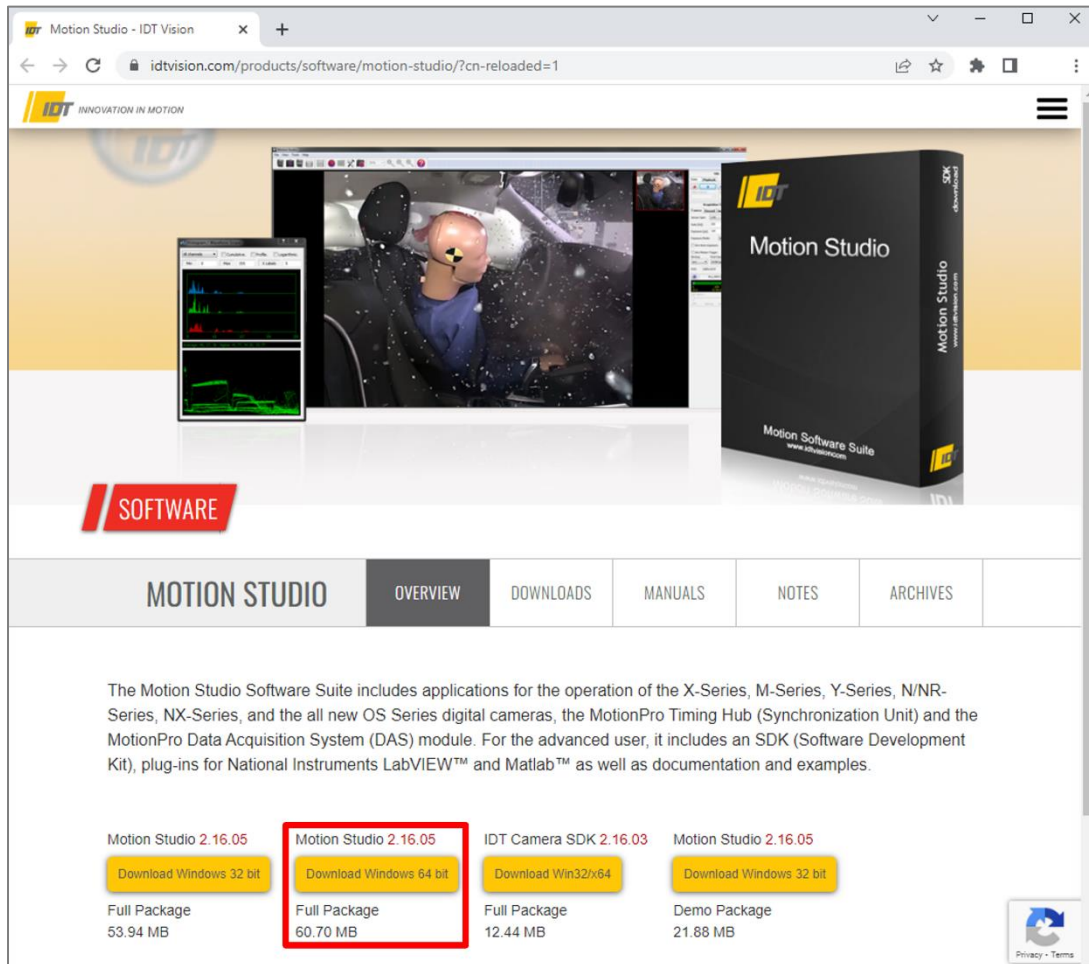 Motion Studio - IDT Vision
idtvision.com/products/software/motion-studio/?cn-reloaded=1
IDT INNOVATION IN MOTION
IDT
IDT
Motion Studio
SDK
download
Motion Studio
www.idtvision.com
Motion Software Suite
www.idtvision.com
IDT
SOFTWARE
MOTION STUDIO
OVERVIEW
DOWNLOADS
MANUALS
NOTES
ARCHIVES
The Motion Studio Software Suite includes applications for the operation of the X-Series, M-Series, Y-Series, N/NR-
Series, NX-Series, and the all new OS Series digital cameras, the MotionPro Timing Hub (Synchronization Unit) and the
MotionPro Data Acquisition System (DAS) module. For the advanced user, it includes an SDK (Software Development
Kit), plug-ins for National Instruments LabVIEW™ and Matlab™ as well as documentation and examples.
Motion Studio 2.16.05
Download Windows 32 bit
Full Package
53.94 MB
Motion Studio 2.16.05
Download Windows 64 bit
Full Package
60.70 MB
IDT Camera SDK 2.16.03
Download Win32/x64
Full Package
12.44 MB
Motion Studio 2.16.05
Download Windows 32 bit
Demo Package
21.88 MB
Privacy - Terms